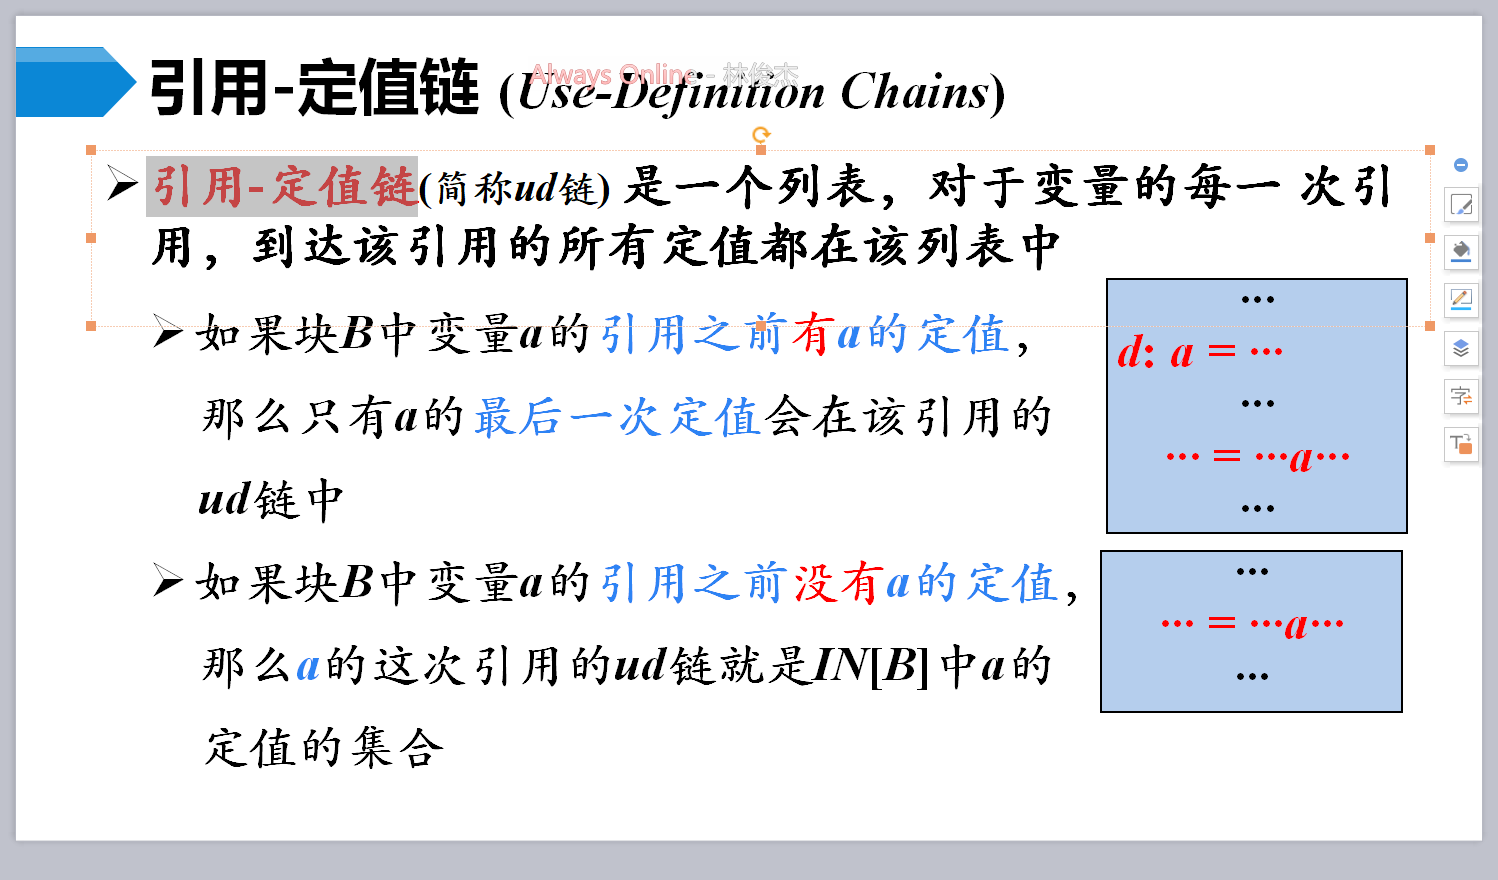 引用-定值链 (Use-Definition Chains)
Always Online - 林俊杰
引用-定值链(简称ud链) 是一个列表，对于变量的每一 次引
用，到达该引用的所有定值都在该列表中
如果块B中变量a的引用之前有a的定值，
那么只有a的最后一次定值会在该引用的
ud链中
如果块B中变量a的引用之前没有a的定值，
那么a的这次引用的ud链就是IN[B]中a的
定值的集合
…
d: a = …
…
… = …a…
…
…
… = …a…
…
字
T